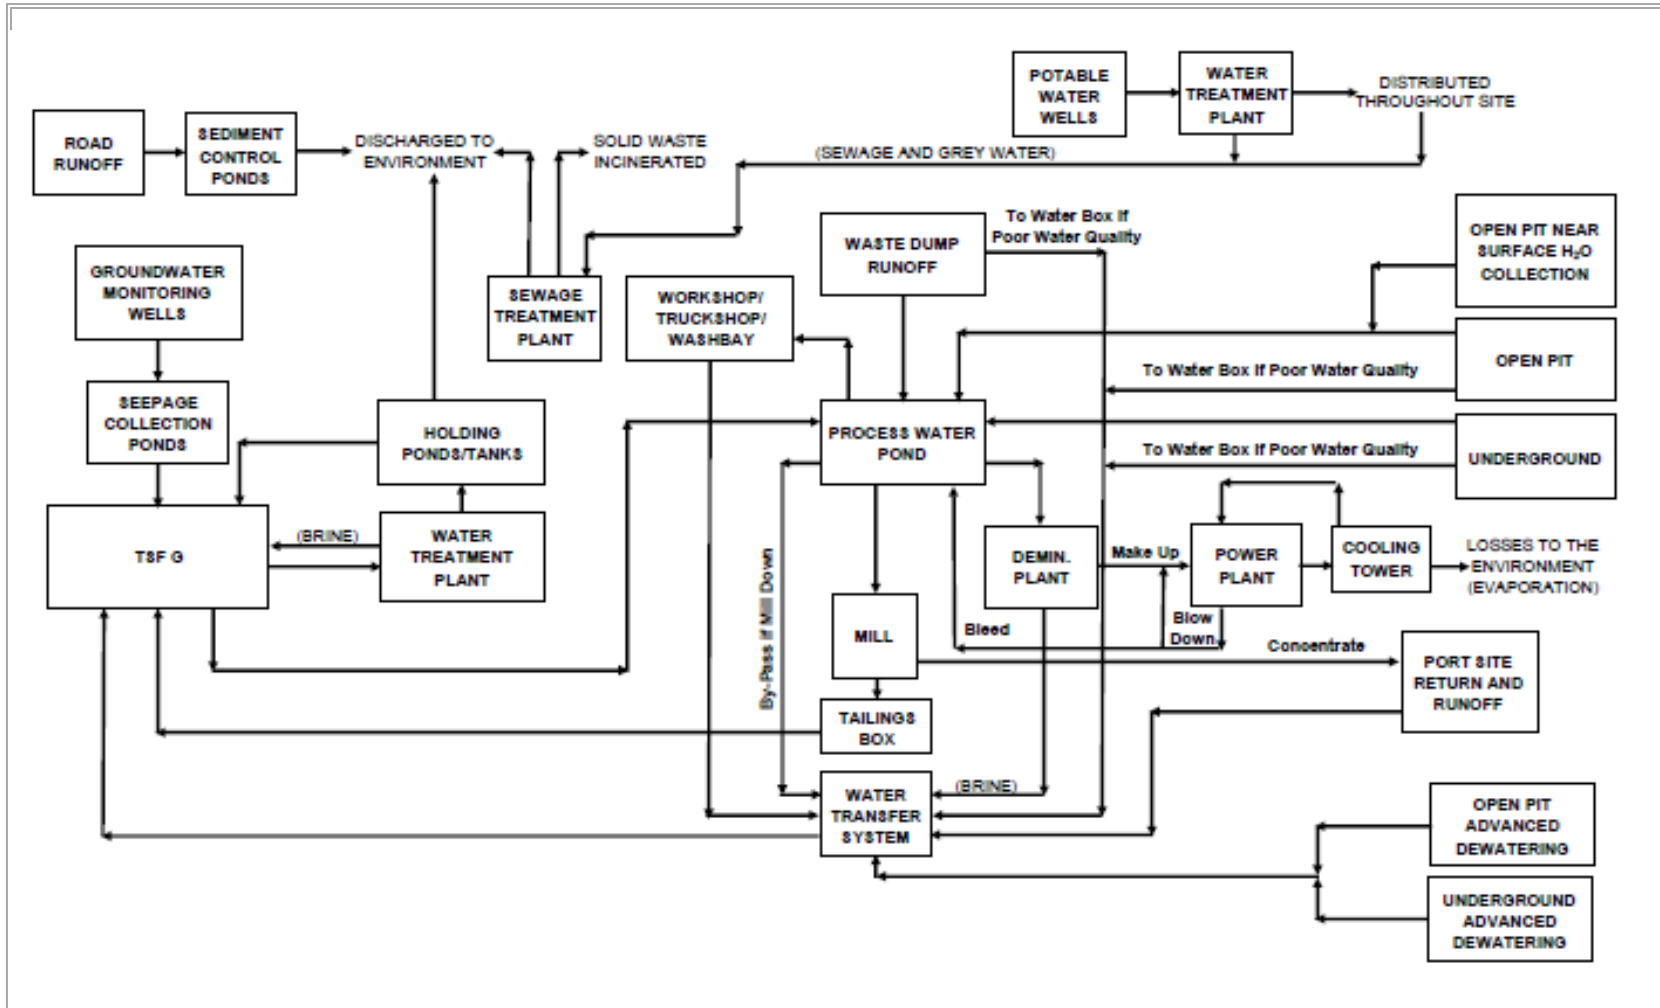 POTABLE
WATER
WELLS
WATER
TREATMENT
PLANT
DISTRIBUTED
THROUGHOUT SITE
ROAD
RUNOFF
SEDIMENT
CONTROL
PONDS
DISCHARGED TO
ENVIRONMENT
SOLID WASTE
INCINERATED
(SEWAGE AND GREY WATER)
GROUNDWATER
MONITORING
WELLS
SEWAGE
TREATMENT
PLANT
WORKSHOP/
TRUCKSHOP/
WASHBAY
WASTE DUMP
RUNOFF
To Water Box If
Poor Water Quality
OPEN PIT NEAR
SURFACE H₂O
COLLECTION
OPEN PIT
To Water Box If Poor Water Quality
SEEPAGE
COLLECTION
PONDS
HOLDING
PONDS/TANKS
PROCESS WATER
POND
To Water Box If Poor Water Quality
UNDERGROUND
TSF G
(BRINE)
WATER
TREATMENT
PLANT
By-Pass if Mill Down
DEMIN.
PLANT
Make Up
POWER
PLANT
COOLING
TOWER
LOSSES TO THE
ENVIRONMENT
(EVAPORATION)
MILL
Bleed
Blow
Down
Concentrate
PORT SITE
RETURN AND
RUNOFF
TAILINGS
BOX
WATER
TRANSFER
SYSTEM
(BRINE)
OPEN PIT
ADVANCED
DEWATERING
UNDERGROUND
ADVANCED
DEWATERING